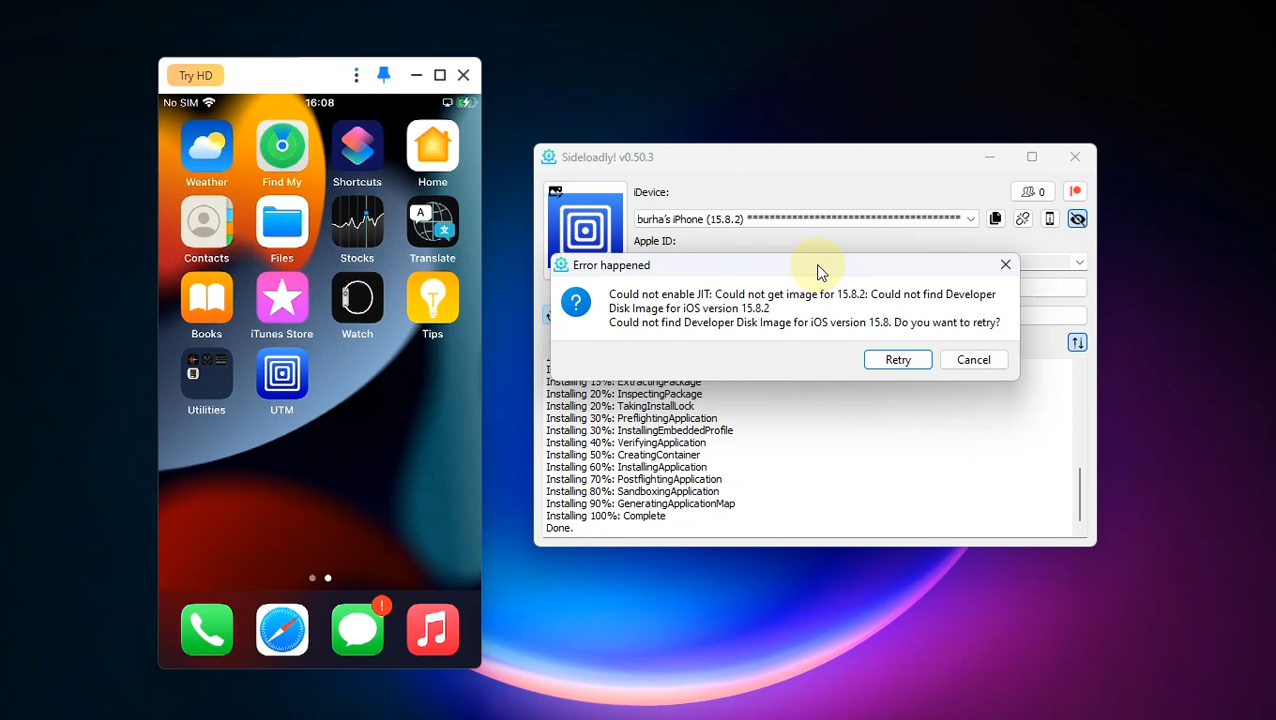 Try HD
No SIM
16:08
Weather
Find My
Shortcuts
Home
Contacts
Files
Stocks
Translate
Books
iTunes Store
Watch
Tips
Utilities
UTM
Sideloadly! v0.50.3
iDevice:
0
burha's iPhone (15.8.2) ****************************************
Apple ID:
Error happened
Could not enable JIT: Could not get image for 15.8.2: Could not find Developer
Disk Image for iOS version 15.8.2
Could not find Developer Disk Image for iOS version 15.8. Do you want to retry?
Retry
Cancel
Installing 15%: ExtractingPackage
Installing 20%: InspectingPackage
Installing 20%: TakingInstallLock
Installing 30%: PreflightingApplication
Installing 30%: InstallingEmbeddedProfile
Installing 40%: VerifyingApplication
Installing 50%: CreatingContainer
Installing 60%: InstallingApplication
Installing 70%: PostflightingApplication
Installing 80%: SandboxingApplication
Installing 90%: GeneratingApplicationMap
Installing 100%: Complete
Done.